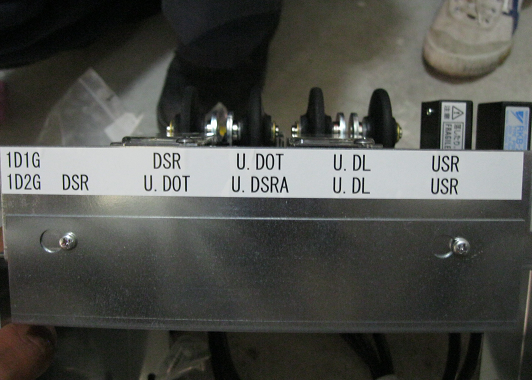 1D1G DSR U.DOT U.DL USR
1D2G DSR U.DOT U.DSRA U.DL USR